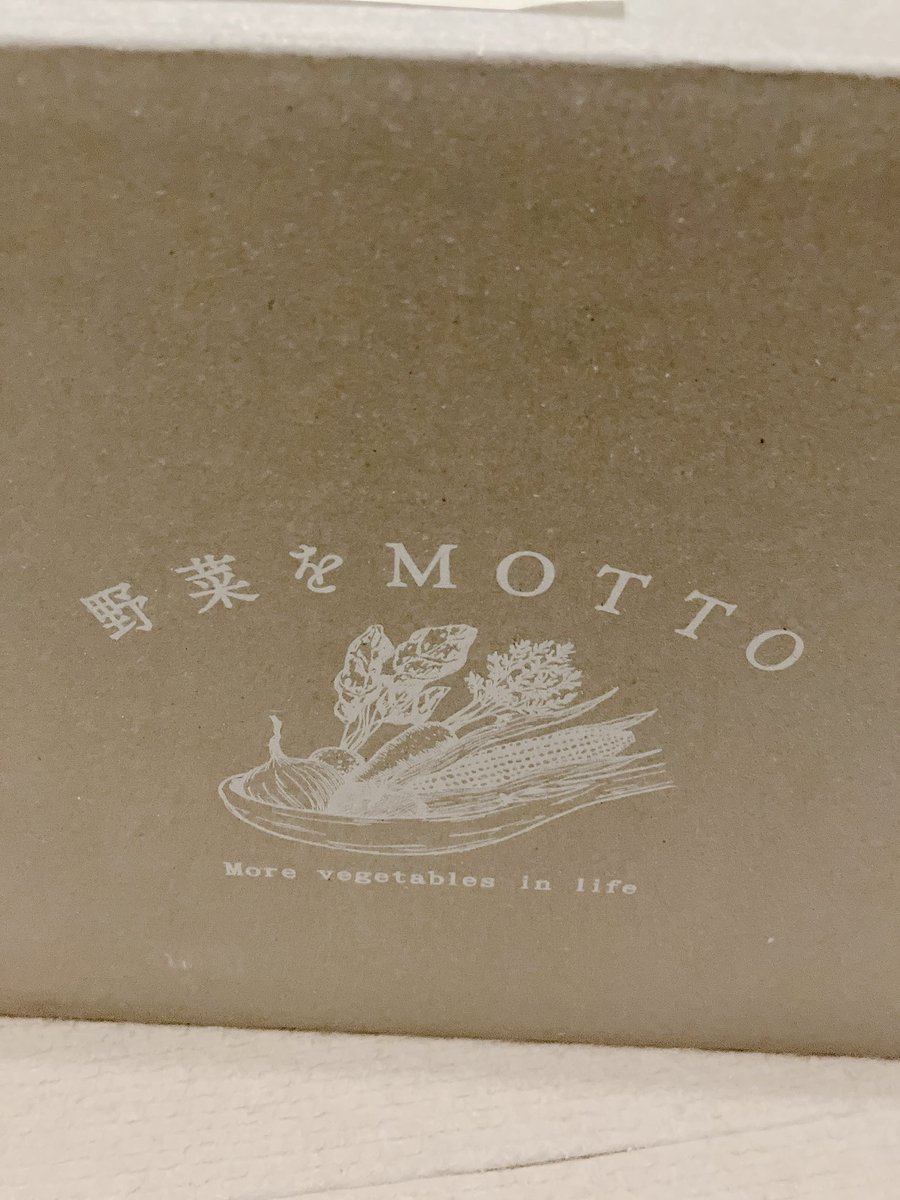 野菜をMOTTO
More vegetables in life